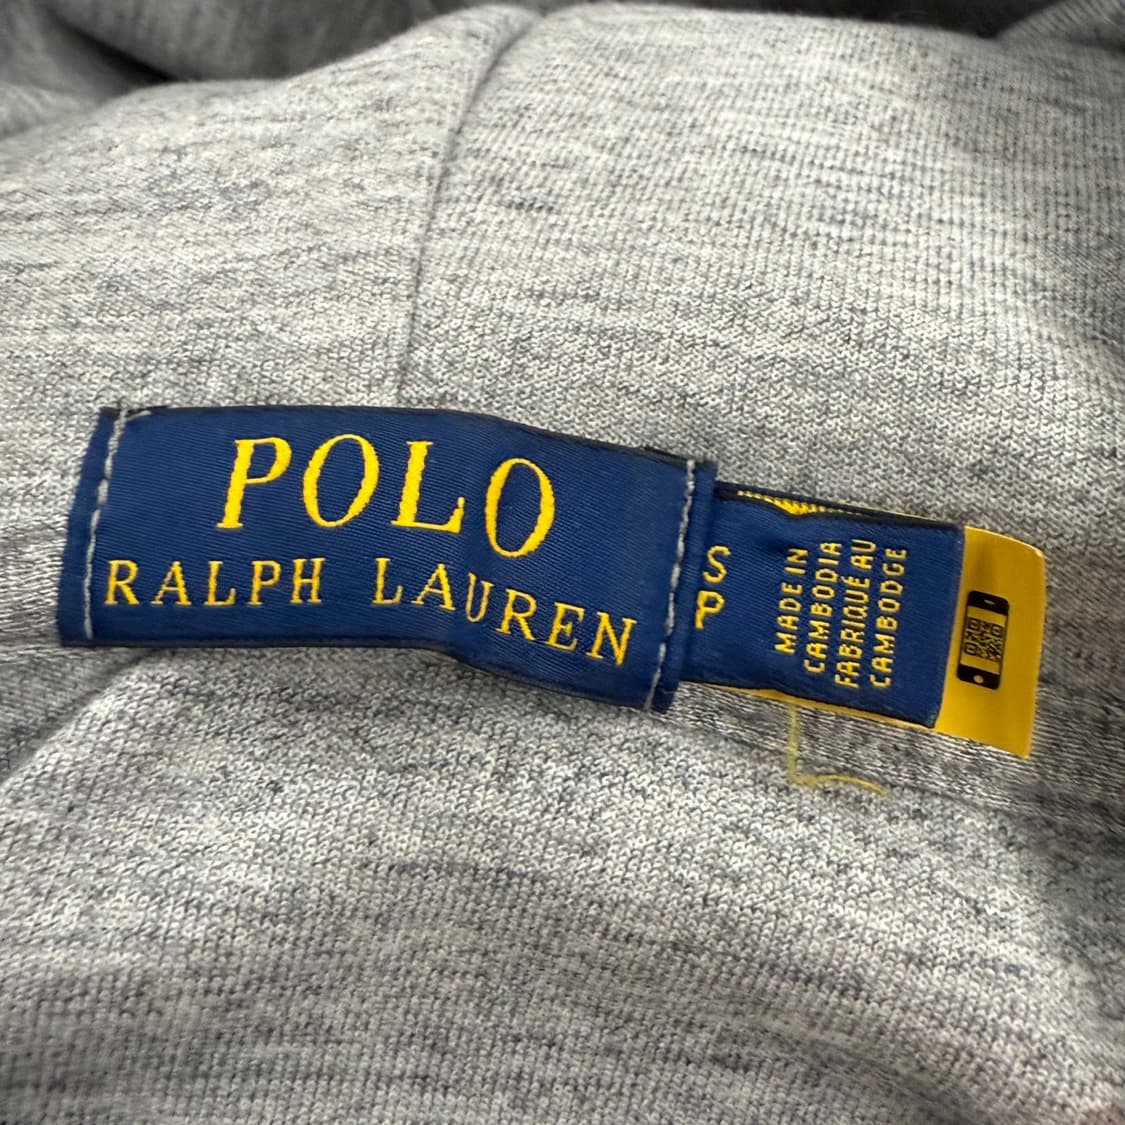 POLO
RALPH LAUREN
S
P
MADE IN
CAMBODIA
FABRIQUÉ AU
CAMBODGE